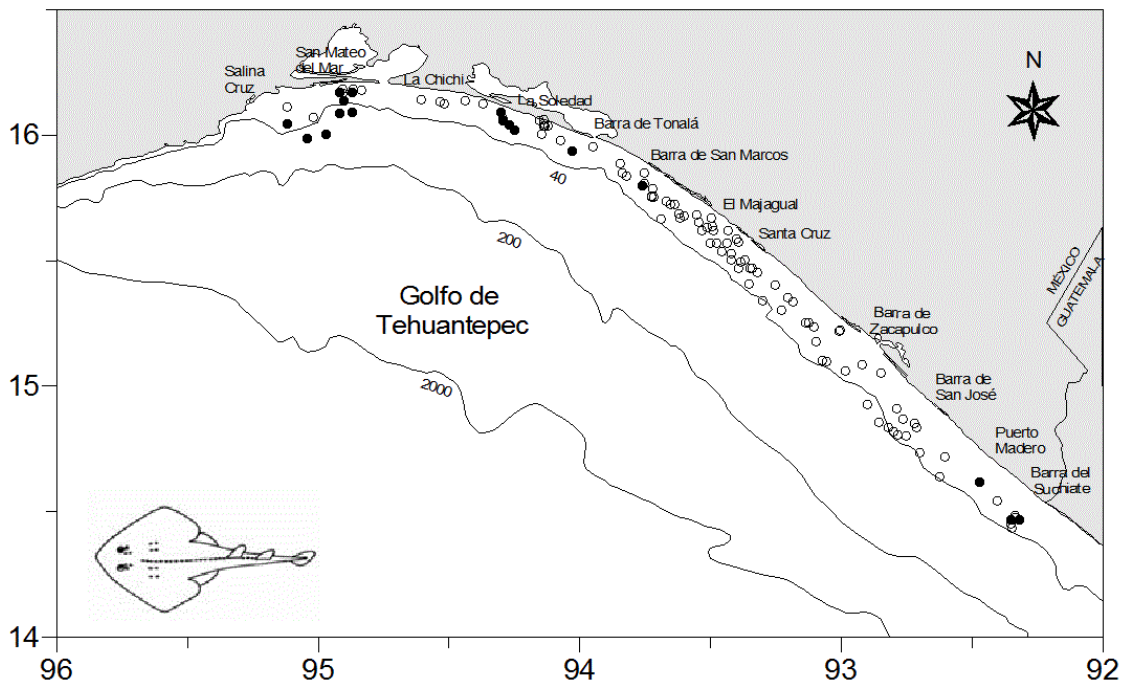 San Mateo
del Mar
Salina
Cruz
La Chichi
La Soledad
Barra de Tonalá
Barra de San Marcos
El Majagual
Santa Cruz
N
MÉXICO
GUATEMALA
Barra de
Zacapulco
Barra de
San José
Puerto
Madero
Barra del
Suchiate
40
200
2000
Golfo de
Tehuantepec
16
15
14
96
95
94
93
92